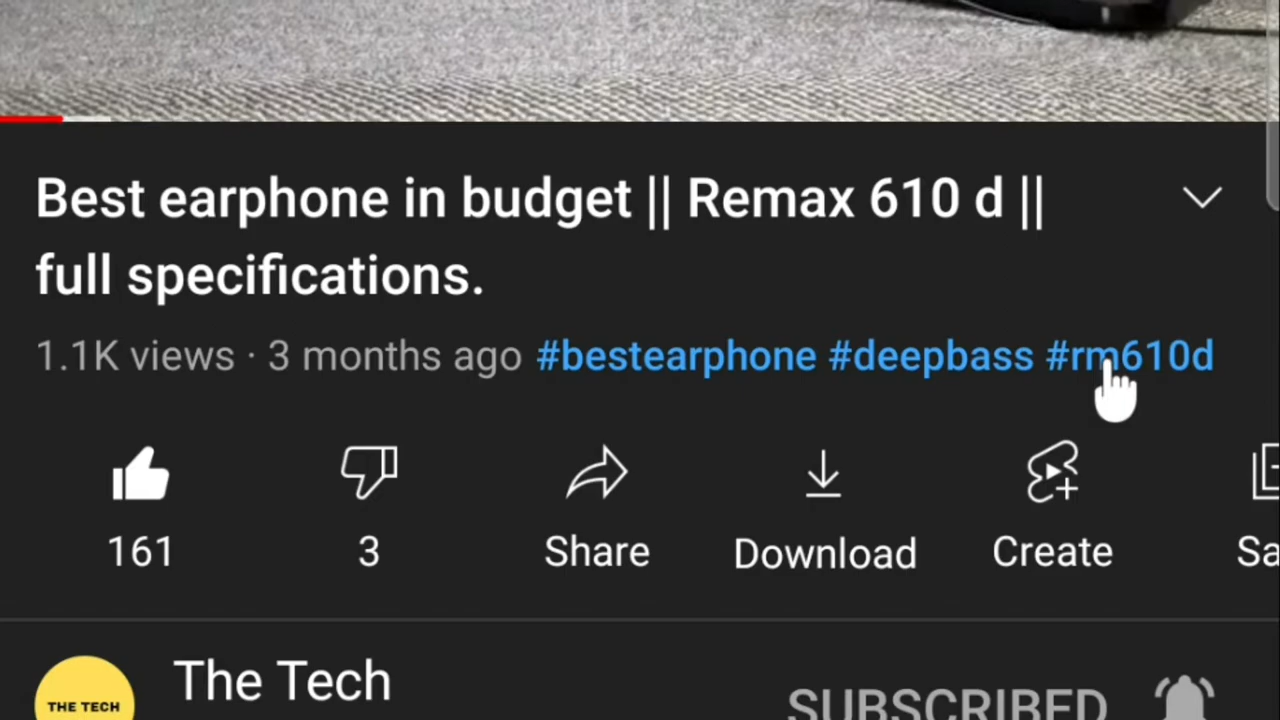 Best earphone in budget || Remax 610 d ||
full specifications.
1.1K views · 3 months ago #bestearphone #deepbass #rm610d
161 3 Share Download Create Sa
The Tech
THE TECH
SUBSCRIBED